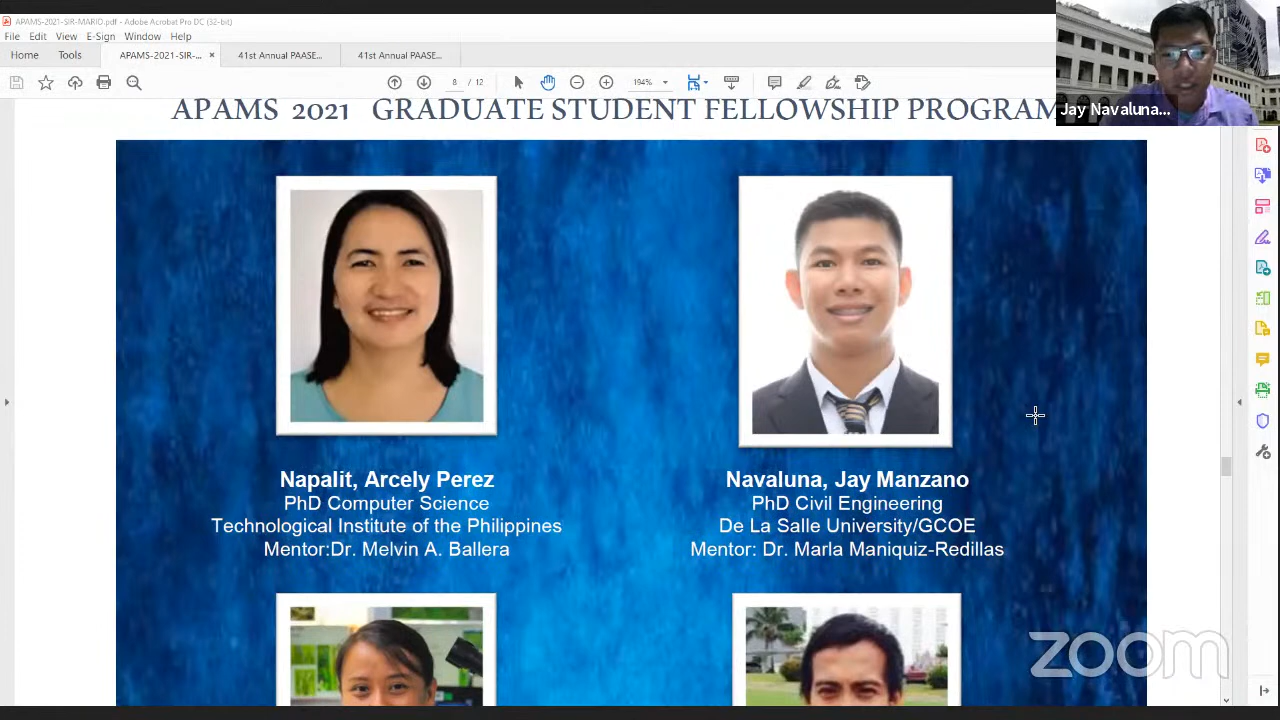 APAMS-2021-SIR-MARIO.pdf - Adobe Acrobat Pro DC (32-bit)
File Edit View E-Sign Window Help
Home Tools APAMS-2021-SIR-... × 41st Annual PAASE... 41st Annual PAASE...
8 / 12 194%
Jay Navaluna...
APAMS 2021 GRADUATE STUDENT FELLOWSHIP PROGRAM
Napalit, Arcely Perez
PhD Computer Science
Technological Institute of the Philippines
Mentor:Dr. Melvin A. Ballera
Navaluna, Jay Manzano
PhD Civil Engineering
De La Salle University/GCOE
Mentor: Dr. Marla Maniquiz-Redillas
zoom